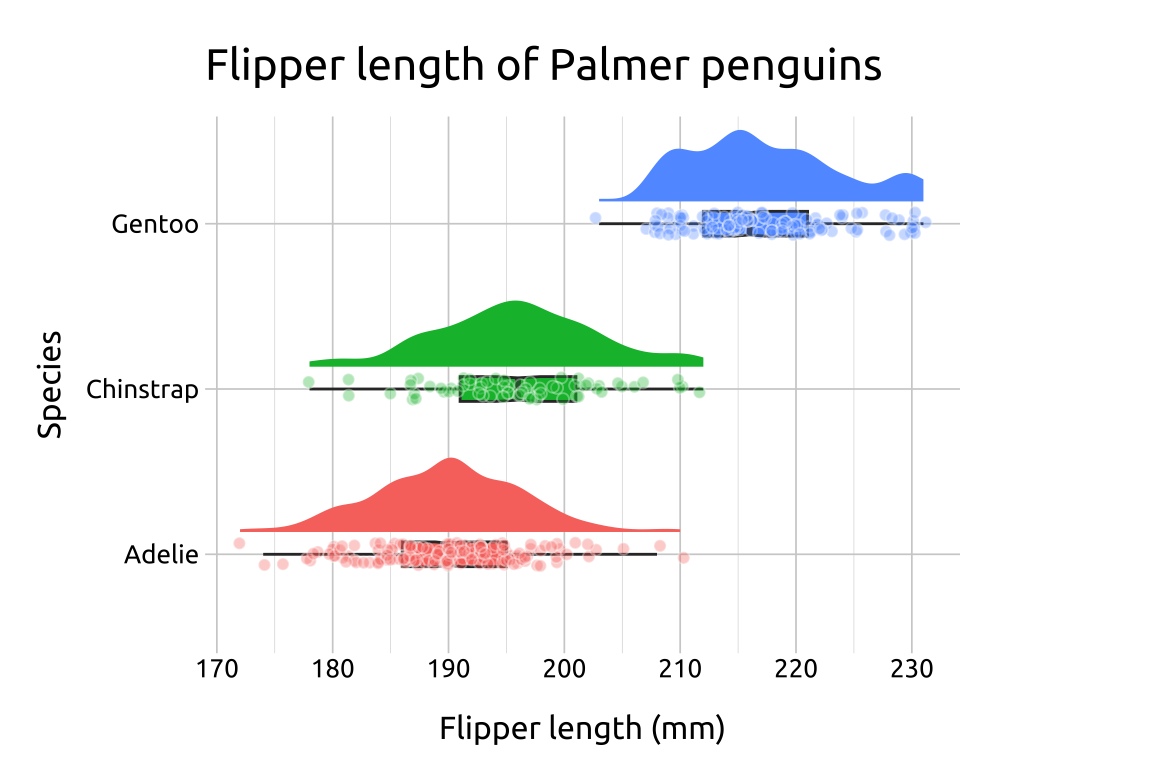 Flipper length of Palmer penguins
Species
Gentoo
Chinstrap
Adelie
170 180 190 200 210 220 230
Flipper length (mm)